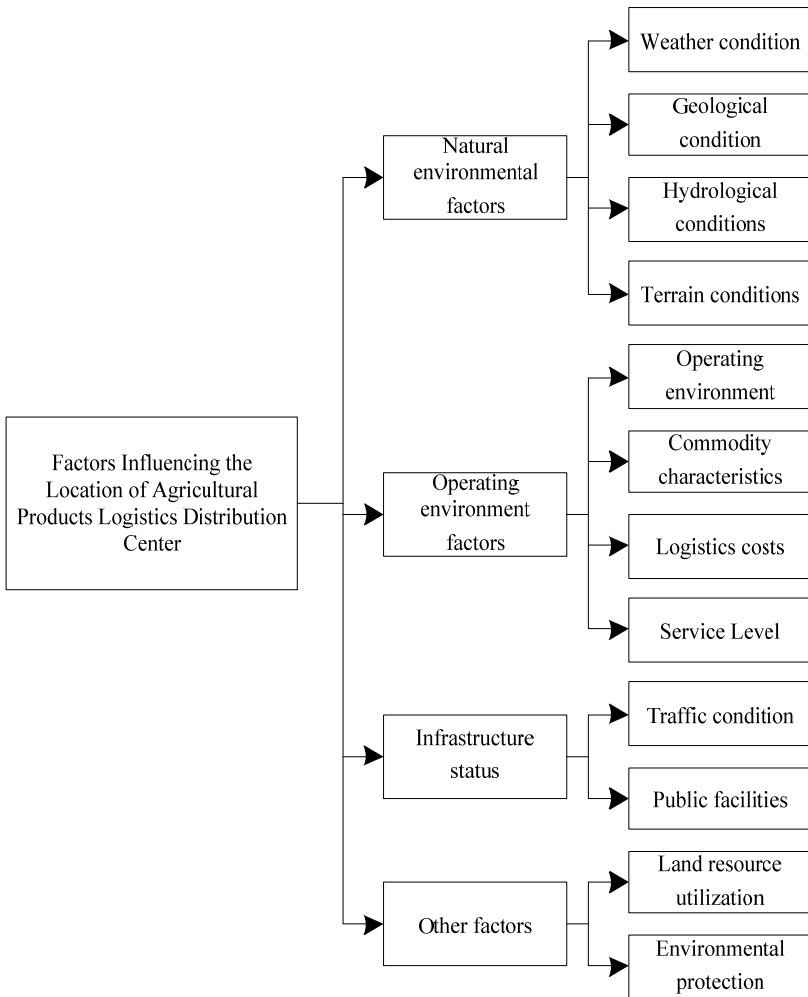 Factors Influencing the
Location of Agricultural
Products Logistics Distribution
Center
Natural
environmental
factors
Weather condition
Geological
condition
Hydrological
conditions
Terrain conditions
Operating
environment
factors
Operating
environment
Commodity
characteristics
Logistics costs
Service Level
Infrastructure
status
Traffic condition
Public facilities
Other factors
Land resource
utilization
Environmental
protection